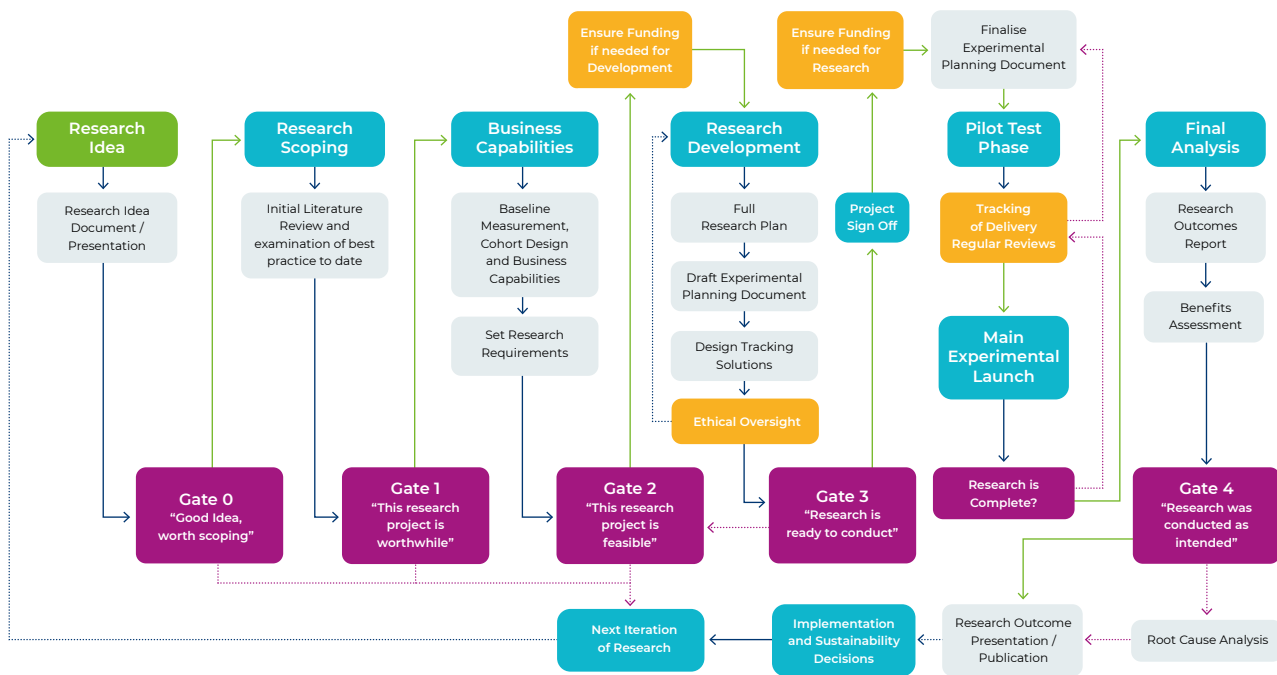 Ensure Funding
if needed for
Development
Ensure Funding
if needed for
Research
Finalise
Experimental
Planning Document
Research
Idea
Research
Scoping
Business
Capabilities
Research
Development
Pilot Test
Phase
Final
Analysis
Research Idea
Document /
Presentation
Initial Literature
Review and
examination of best
practice to date
Baseline
Measurement,
Cohort Design
and Business
Capabilities
Set Research
Requirements
Full
Research Plan
Draft Experimental
Planning Document
Design Tracking
Solutions
Ethical Oversight
Project
Sign Off
Tracking
of Delivery
Regular Reviews
Main
Experimental
Launch
Research is
Complete?
Research
Outcomes
Report
Benefits
Assessment
Gate 0
“Good Idea,
worth scoping”
Gate 1
“This research
project is
worthwhile”
Gate 2
“This research
project is
feasible”
Gate 3
“Research is
ready to conduct”
Gate 4
“Research was
conducted as
intended”
Next Iteration
of Research
Implementation
and Sustainability
Decisions
Research Outcome
Presentation /
Publication
Root Cause Analysis